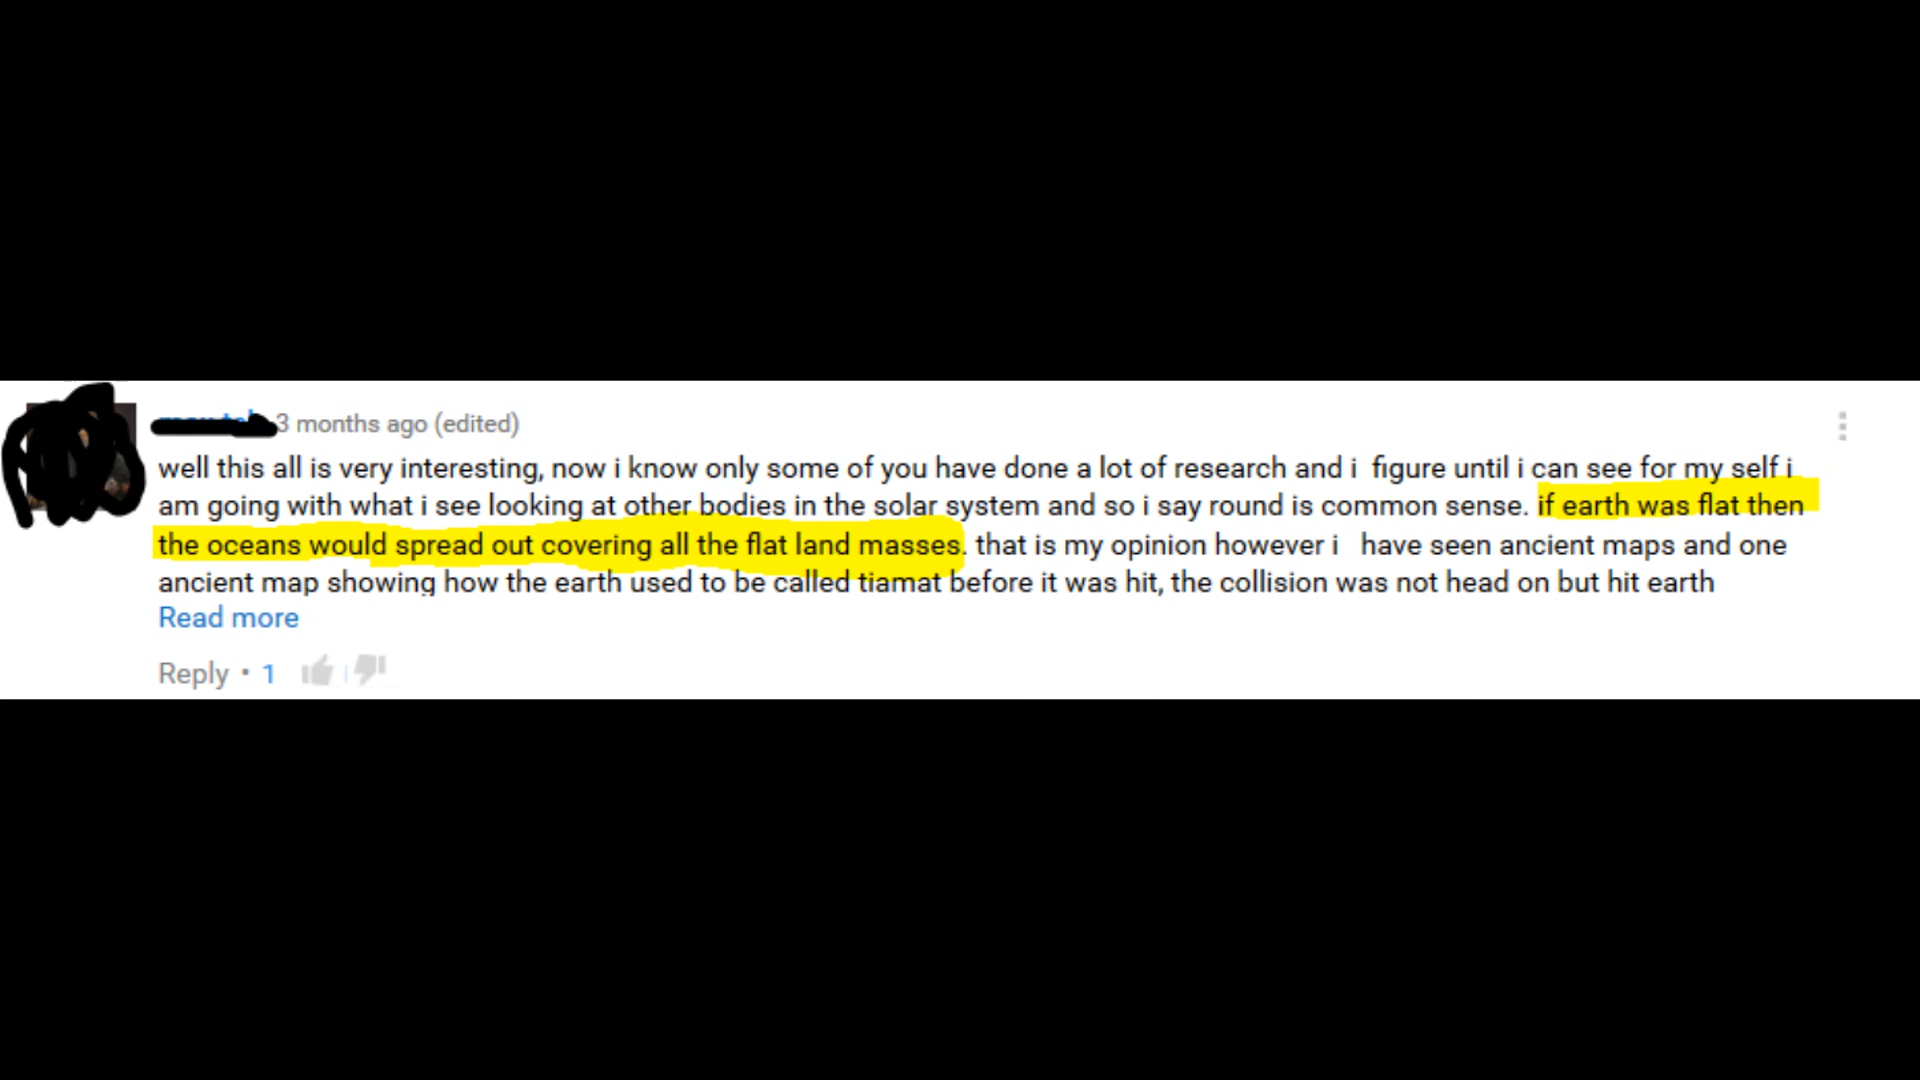 3 months ago (edited)
well this all is very interesting, now i know only some of you have done a lot of research and i figure until i can see for my self i
am going with what i see looking at other bodies in the solar system and so i say round is common sense. if earth was flat then
the oceans would spread out covering all the flat land masses. that is my opinion however i have seen ancient maps and one
ancient map showing how the earth used to be called tiamat before it was hit, the collision was not head on but hit earth
Read more
Reply • 1